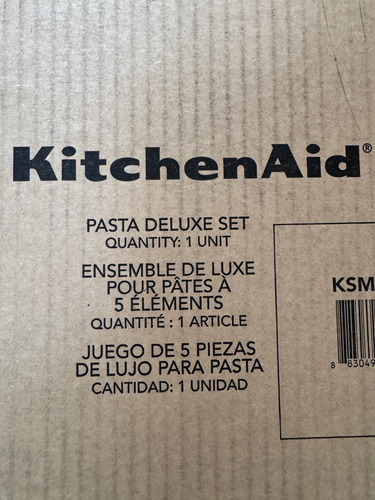 KitchenAid®
PASTA DELUXE SET
QUANTITY: 1 UNIT
ENSEMBLE DE LUXE
POUR PÂTES À
5 ÉLÉMENTS
QUANTITÉ : 1 ARTICLE
JUEGO DE 5 PIEZAS
DE LUJO PARA PASTA
CANTIDAD: 1 UNIDAD
KSM
8 83049